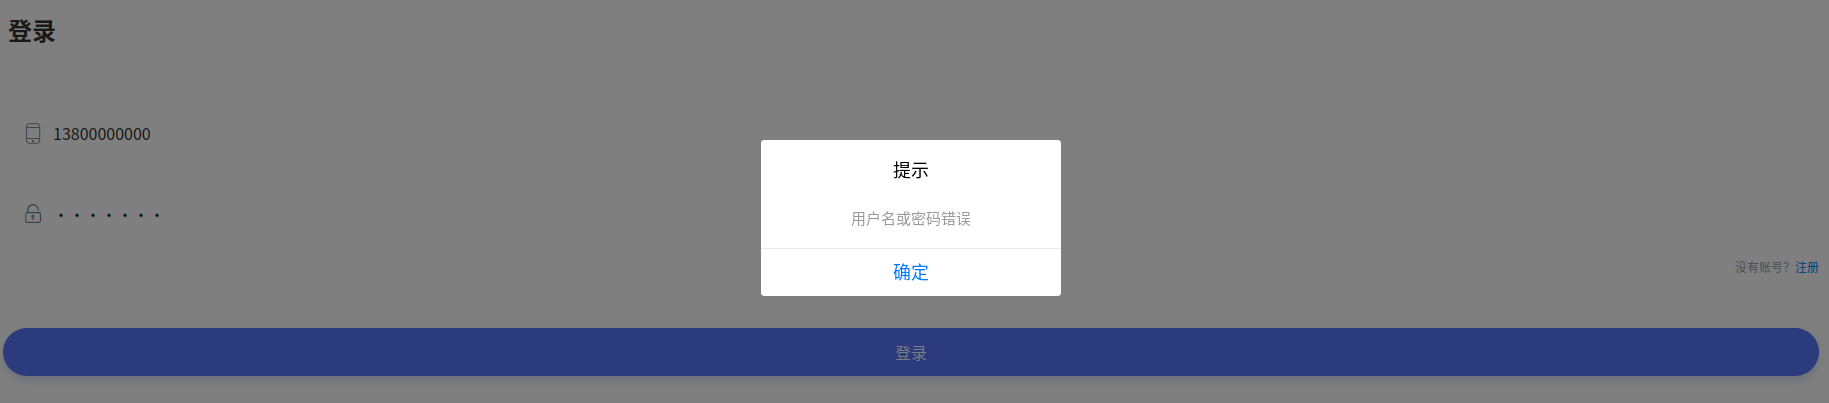 登录
13800000000
•••••••
提示
用户名或密码错误
确定
没有账号? 注册
登录